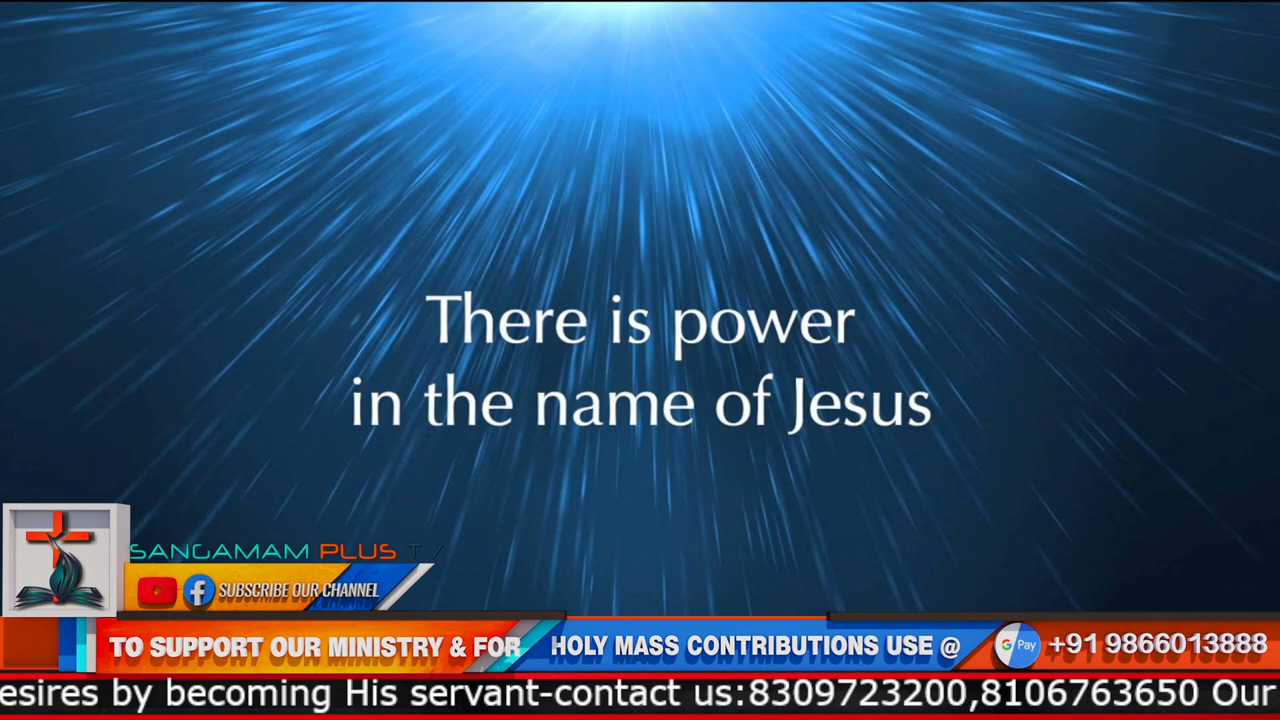 There is power
in the name of Jesus
SANGAMAM PLUS TV
SUBSCRIBE OUR CHANNEL
TO SUPPORT OUR MINISTRY & FOR HOLY MASS CONTRIBUTIONS USE @ G Pay +91 9866013888
esires by becoming His servant-contact us:8309723200,8106763650 Our